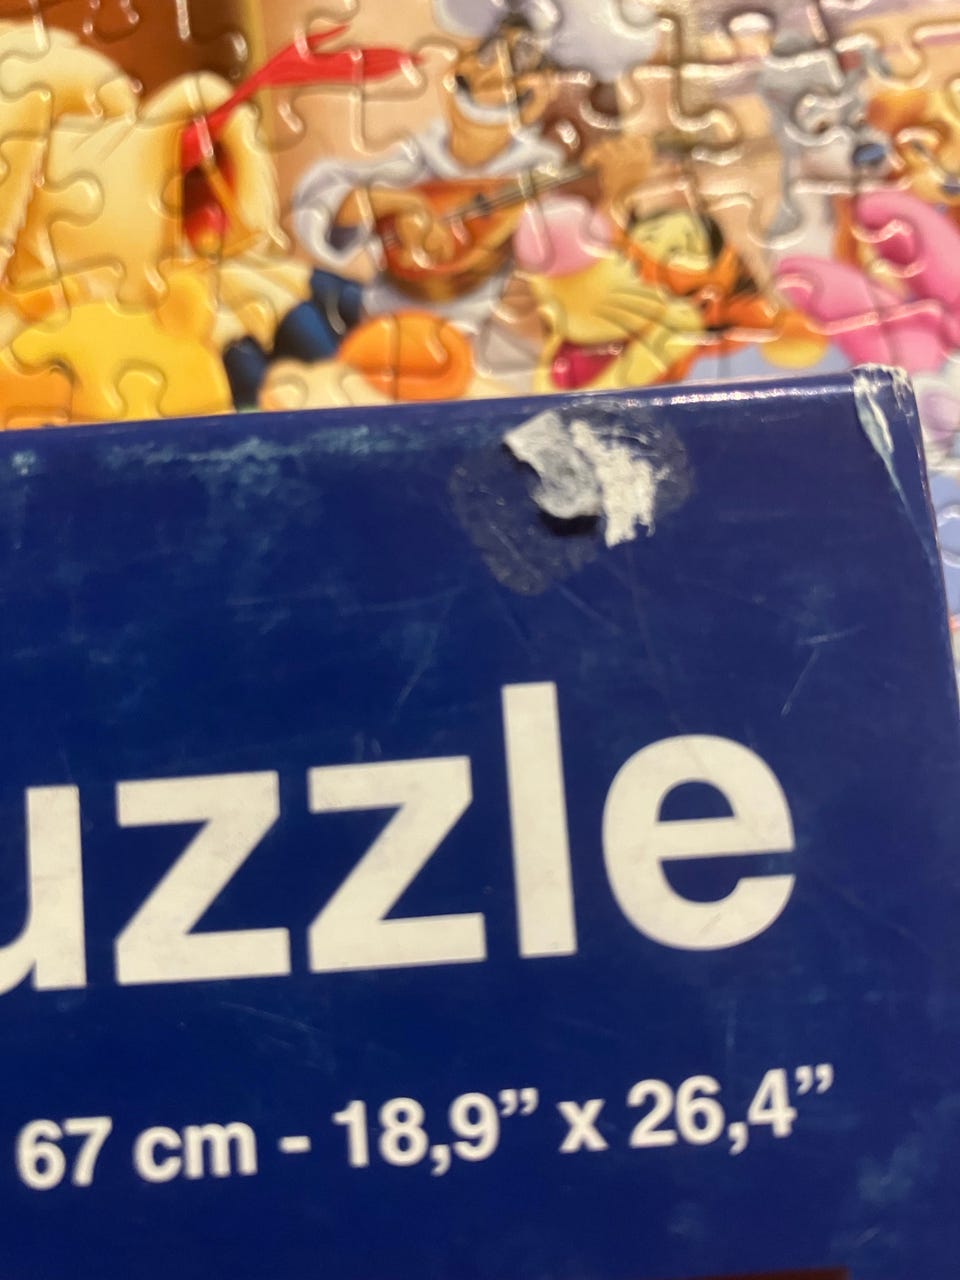 uzzle
67 cm - 18,9” x 26,4”